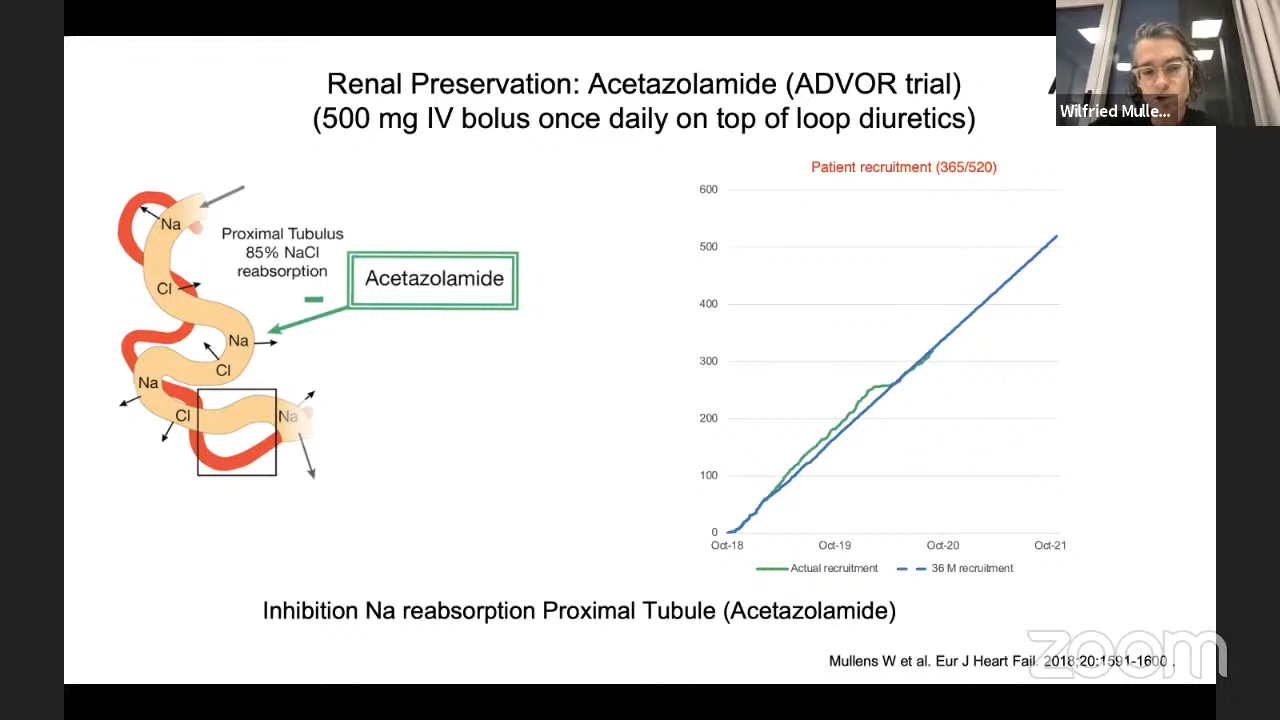 Renal Preservation: Acetazolamide (ADVOR trial)
(500 mg IV bolus once daily on top of loop diuretics)
Wilfried Mulle...
Patient recruitment (365/520)
Na
Proximal Tubulus
85% NaCl
reabsorption
Acetazolamide
Cl
Na
Cl
Na
Cl
Na
600
500
400
300
200
100
0
Oct-18 Oct-19 Oct-20 Oct-21
Actual recruitment 36 M recruitment
Inhibition Na reabsorption Proximal Tubule (Acetazolamide)
Mullens W et al. Eur J Heart Fail. 2018;20:1591-1600 .
zoom